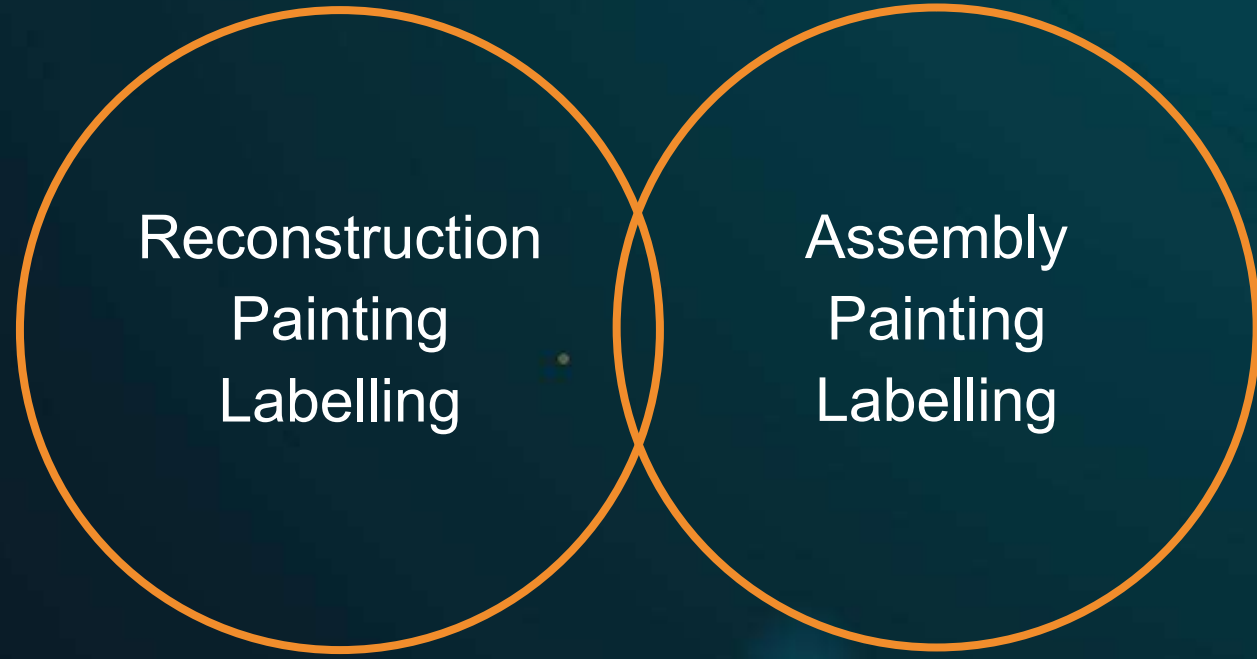 Reconstruction
Painting
Labelling
Assembly
Painting
Labelling